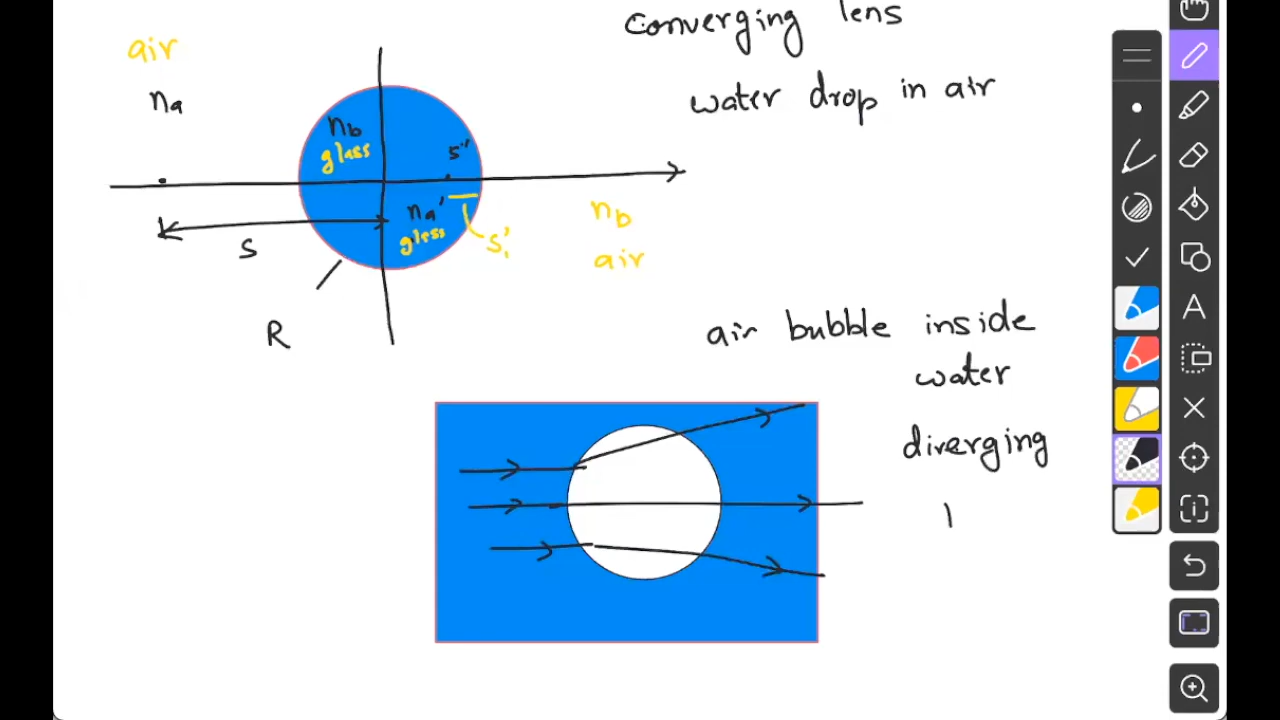 converging lens
air
na
water drop in air
nb
glass
s''
na'
glass
s
s'₁
nb
air
R
air bubble inside
water
diverging
l
A
i